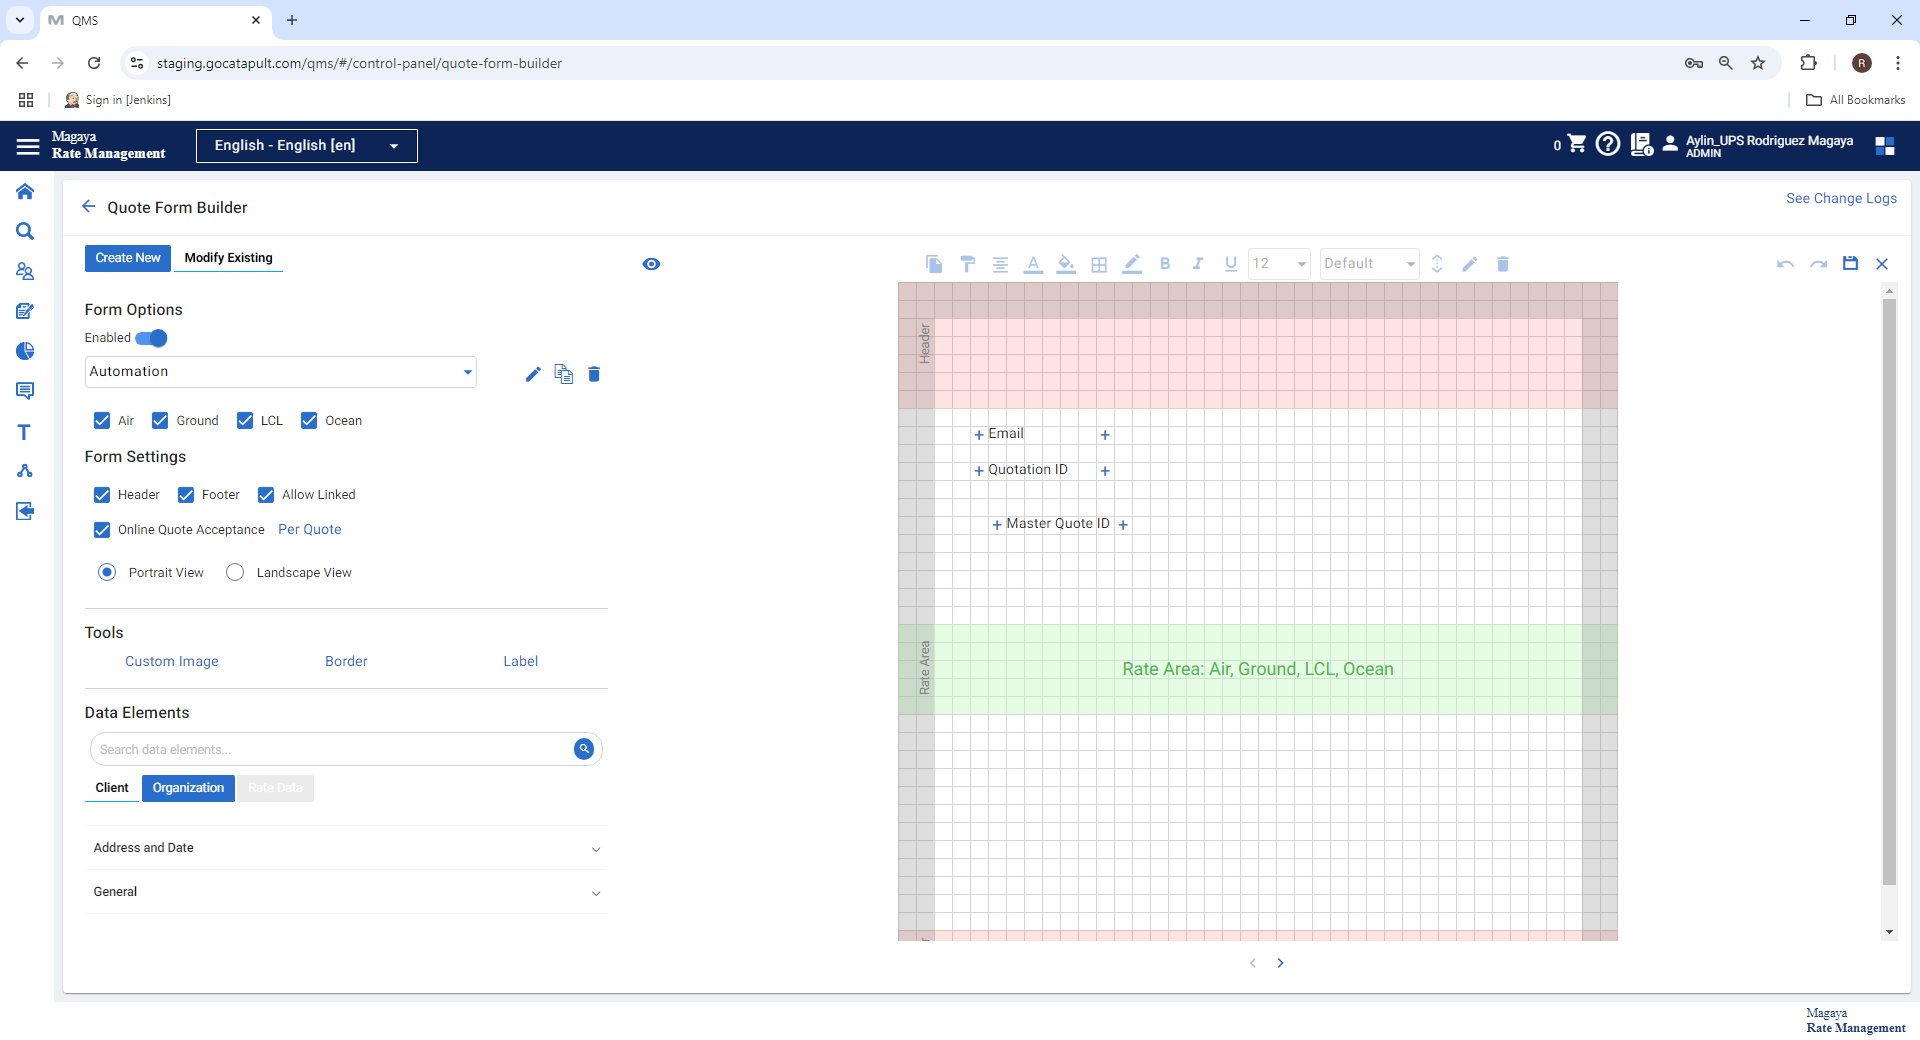 QMS
staging.gocatapult.com/qms/#/control-panel/quote-form-builder
R
Sign in [Jenkins]
All Bookmarks
Magaya
Rate Management
English - English [en]
0
Aylin_UPS Rodriguez Magaya
ADMIN
Quote Form Builder
See Change Logs
Create New
Modify Existing
12
Default
Form Options
Enabled
Automation
Air
Ground
LCL
Ocean
Form Settings
Header
Footer
Allow Linked
Online Quote Acceptance
Per Quote
Portrait View
Landscape View
Tools
Custom Image
Border
Label
Data Elements
Search data elements...
Client
Organization
Rate Data
Address and Date
General
Header
+ Email +
+ Quotation ID +
+ Master Quote ID +
Rate Area
Rate Area: Air, Ground, LCL, Ocean
Magaya
Rate Management